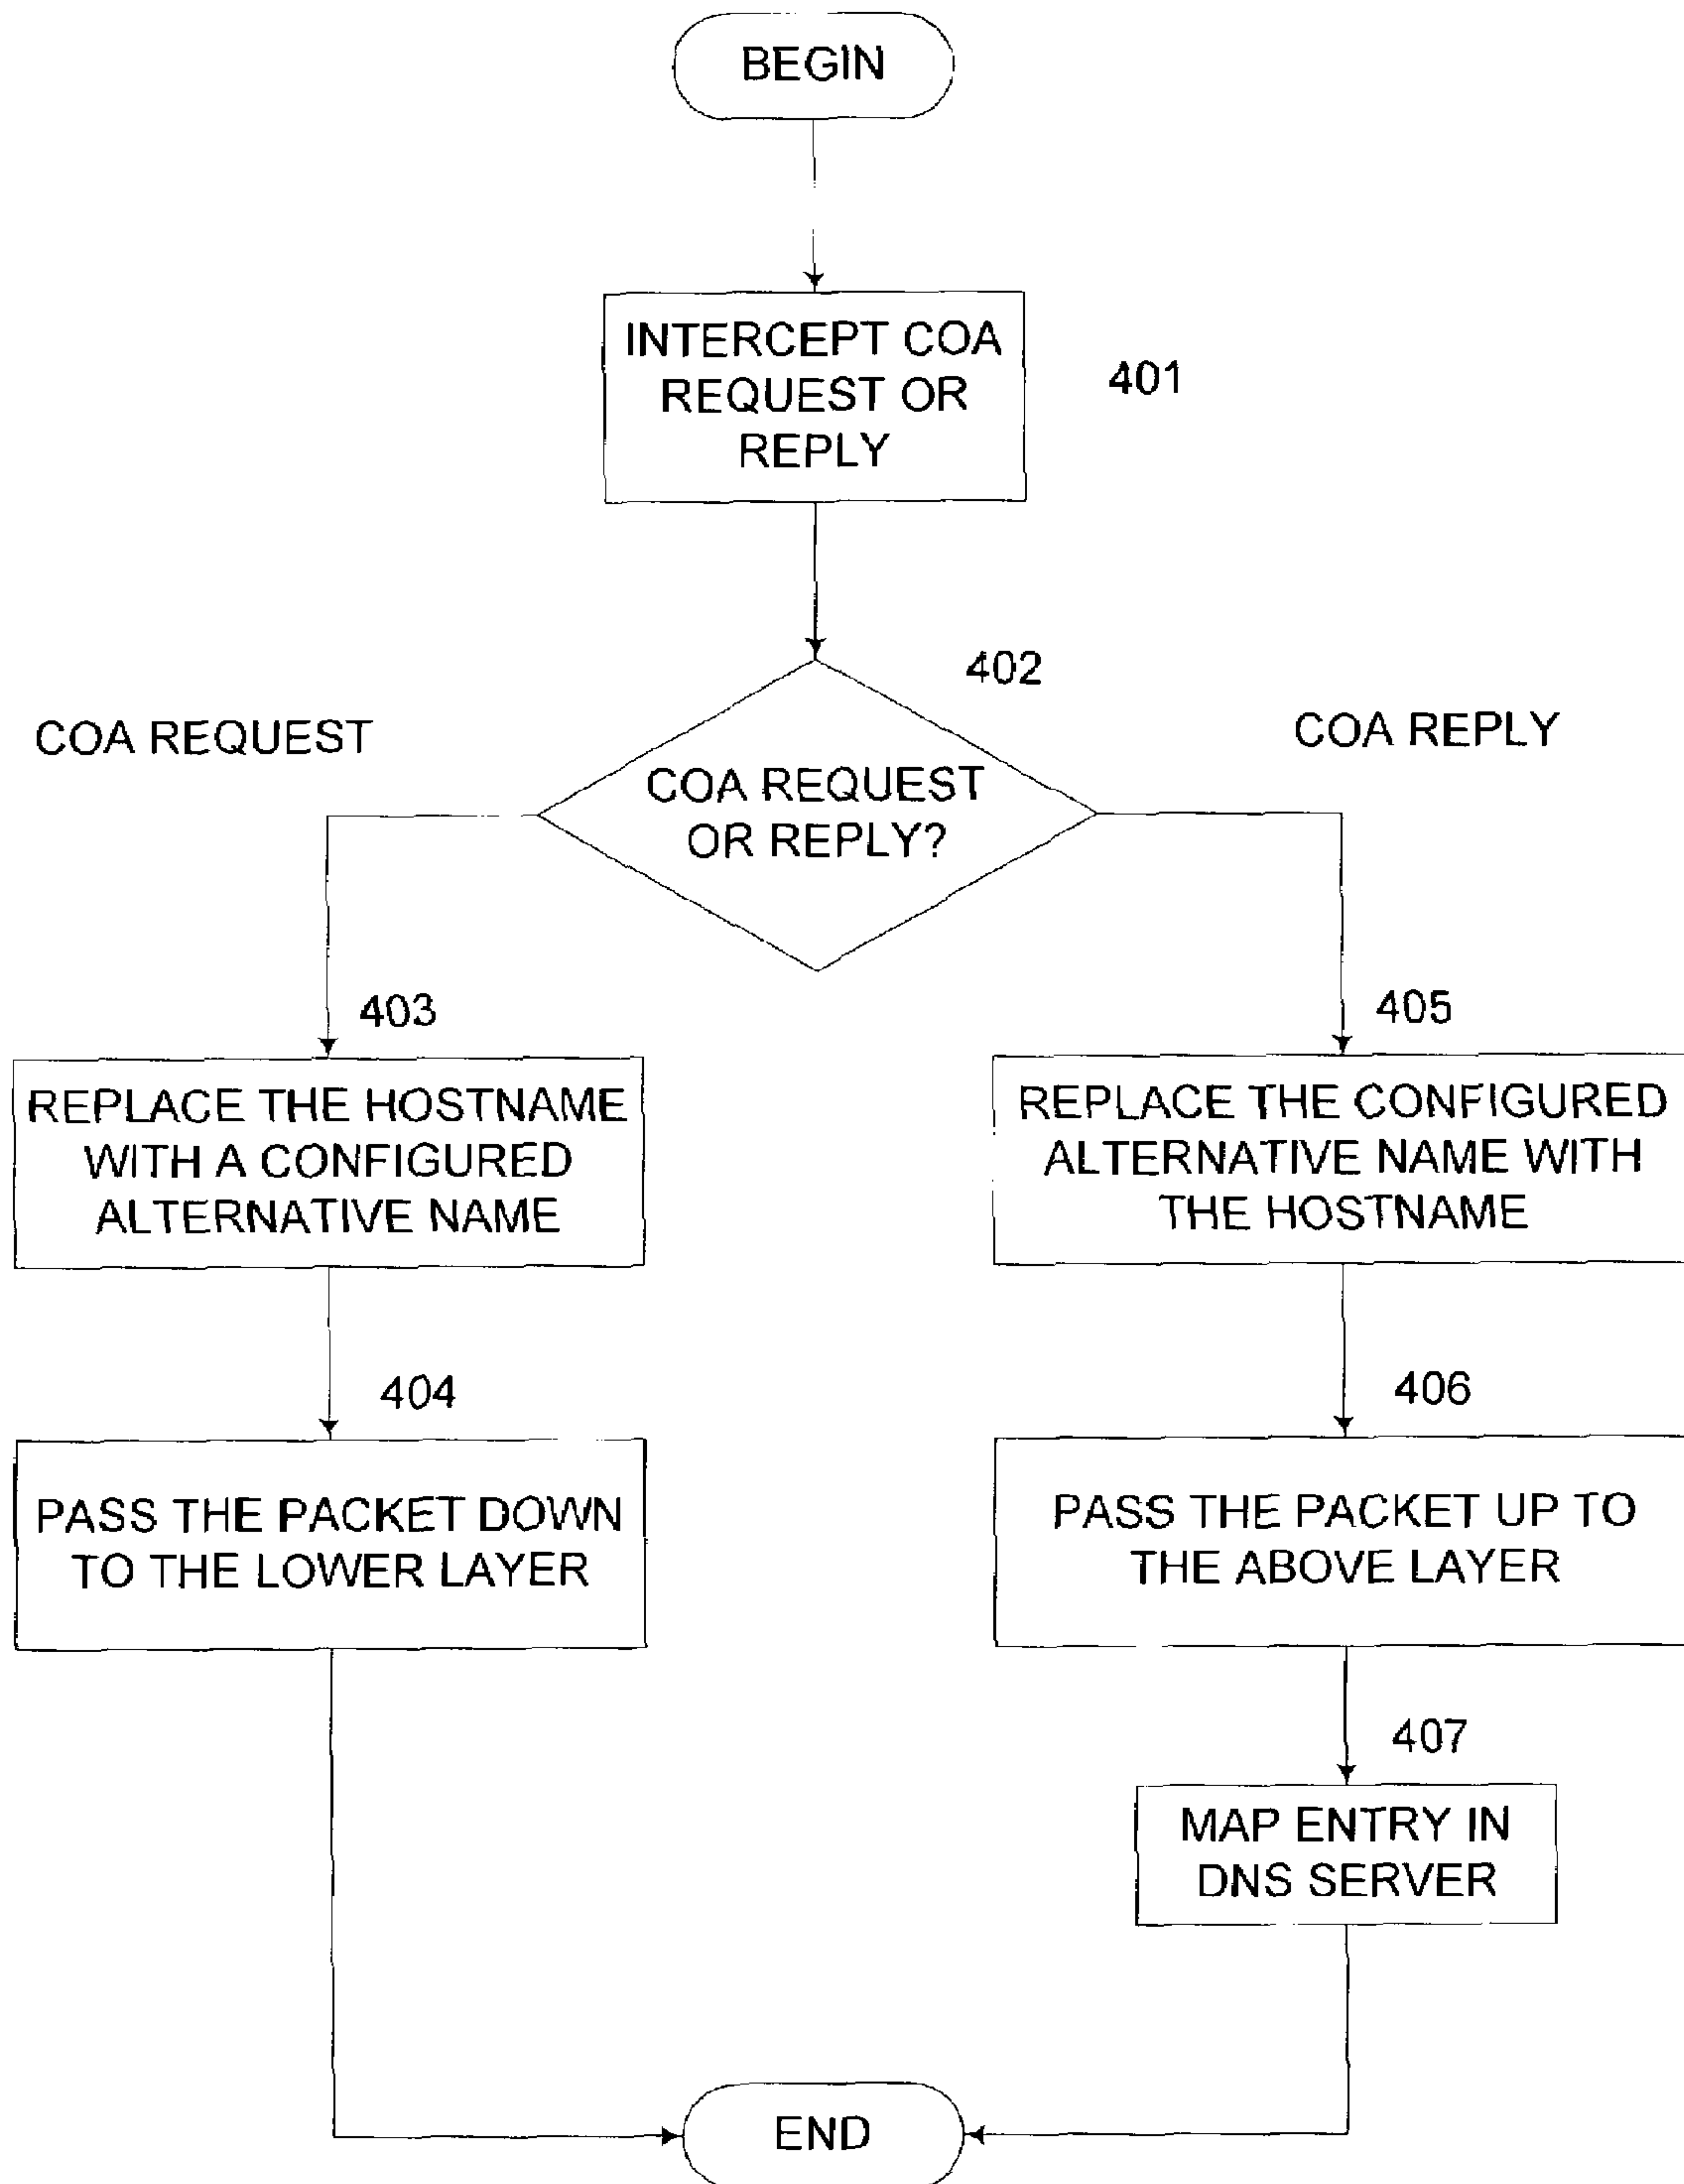 BEGIN
INTERCEPT COA
REQUEST OR
REPLY
401
402
COA REQUEST
COA REPLY
COA REQUEST
OR REPLY?
403
405
REPLACE THE HOSTNAME
WITH A CONFIGURED
ALTERNATIVE NAME
REPLACE THE CONFIGURED
ALTERNATIVE NAME WITH
THE HOSTNAME
404
406
PASS THE PACKET DOWN
TO THE LOWER LAYER
PASS THE PACKET UP TO
THE ABOVE LAYER
407
MAP ENTRY IN
DNS SERVER
END